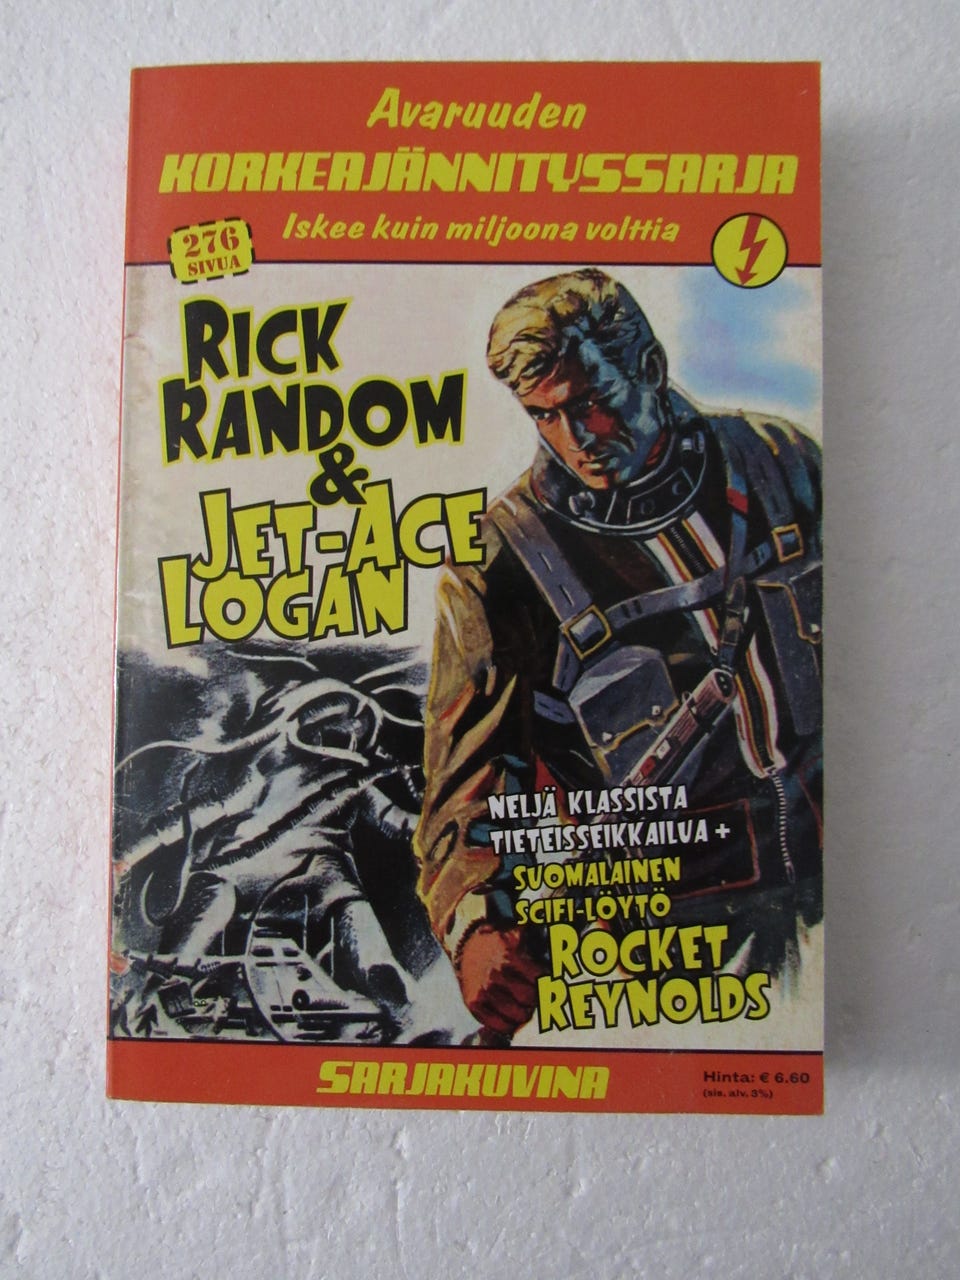 Avaruuden
KORKEAJÄNNITYSSARJA
Iskee kuin miljoona volttia
276
SIVUA
RICK
RANDOM
&
JET-ACE
LOGAN
NELJÄ KLASSISTA
TIETEISSEIKKAILUA +
SUOMALAINEN
SCIFI-LÖYTÖ
ROCKET
REYNOLDS
SARJAKUVINA
Hinta: € 6.60
(sis. alv. 3%)